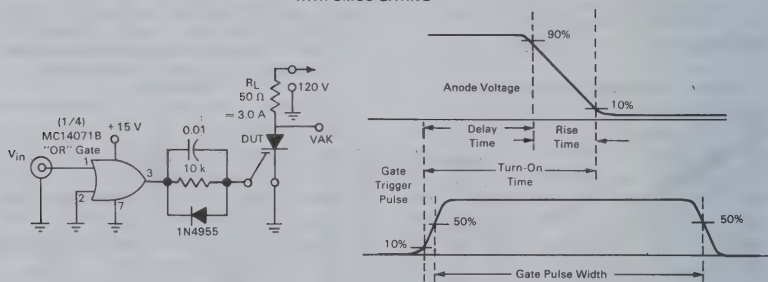 (1/4)
MC14071B
"OR" Gate
+ 15 V
Vin
1
2
3
7
0.01
10 k
1N4955
RL
50 Ω
≈ 3.0 A
120 V
DUT
VAK
90%
Anode Voltage
10%
Delay
Time
Rise
Time
Turn-On
Time
Gate
Trigger
Pulse
50%
50%
10%
Gate Pulse Width